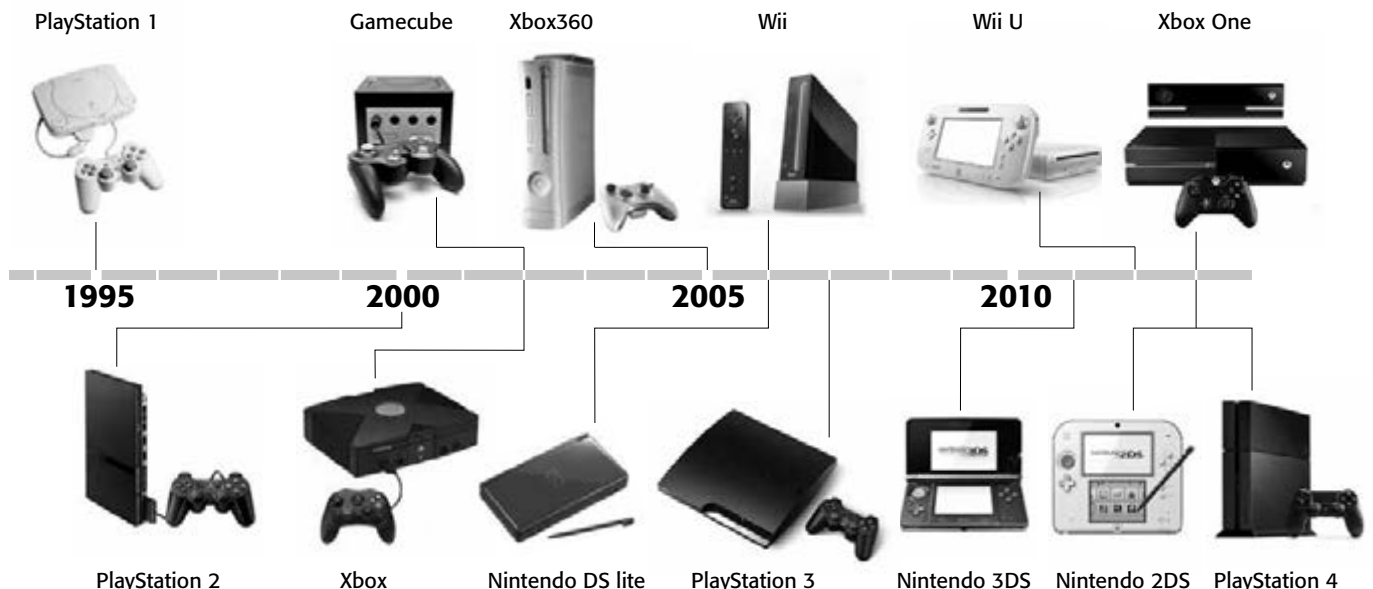 PlayStation 1 Gamecube Xbox360 Wii Wii U Xbox One
1995 2000 2005 2010
PlayStation 2 Xbox Nintendo DS lite PlayStation 3 Nintendo 3DS Nintendo 2DS PlayStation 4